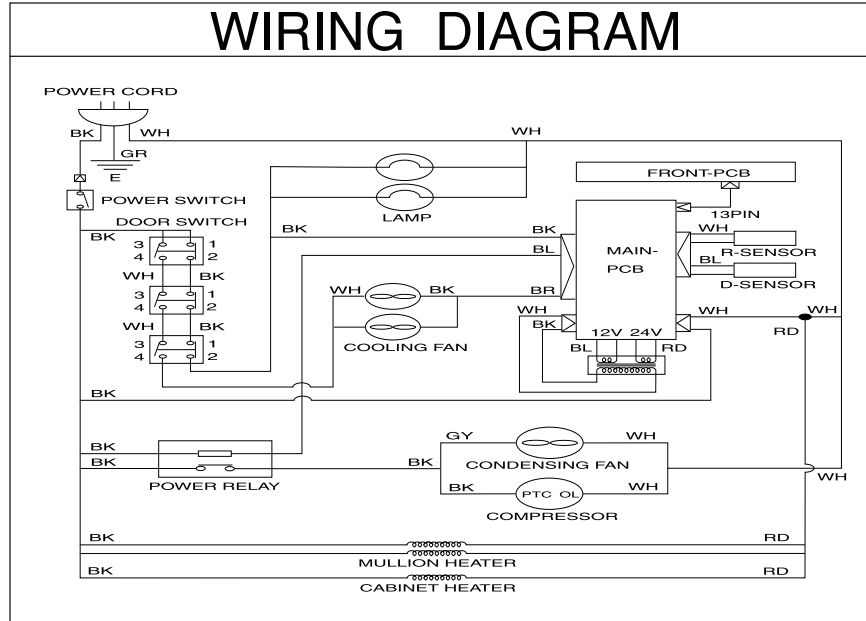 WIRING DIAGRAM
POWER CORD
BK
WH
WH
GR
E
POWER SWITCH
LAMP
FRONT-PCB
13PIN
DOOR SWITCH
BK
3 1
4 2
WH BK
3 1
4 2
WH BK
3 1
4 2
BK
BK
BL
BR
MAIN-
PCB
WH
R-SENSOR
BL
D-SENSOR
WH
BK
COOLING FAN
WH
BK
12V 24V
BL
RD
WH
WH
RD
BK
BK
BK
POWER RELAY
BK
GY
WH
CONDENSING FAN
BK
PTC OL
WH
COMPRESSOR
WH
BK
RD
MULLION HEATER
BK
RD
CABINET HEATER